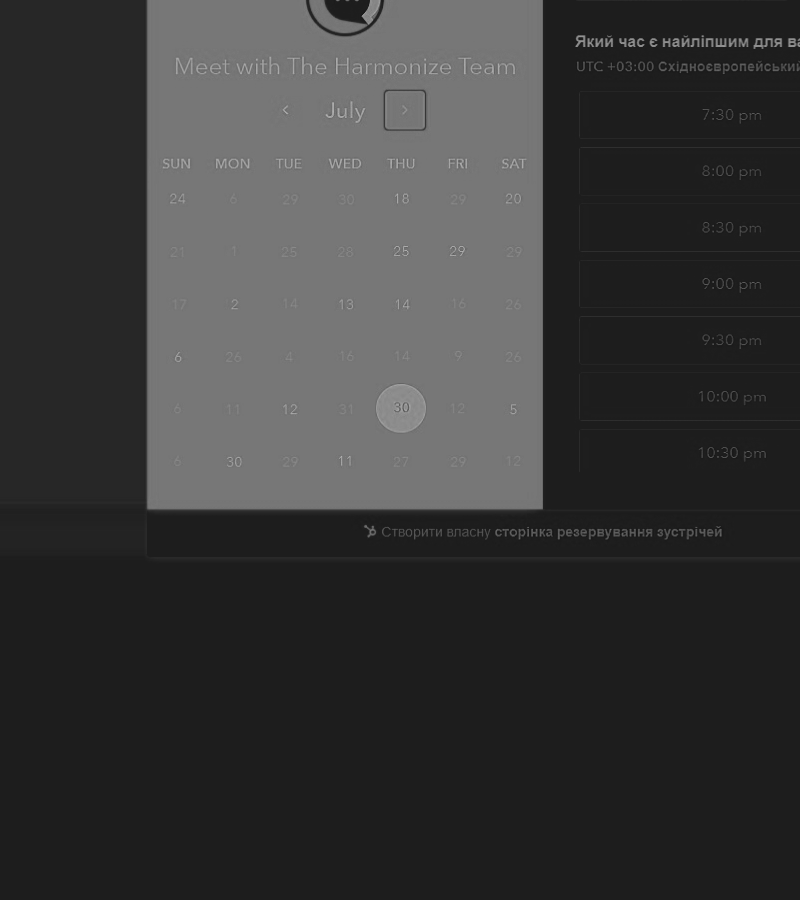 Meet with The Harmonize Team
July
SUN MON TUE WED THU FRI SAT
24 6 29 30 18 29 20
21 1 25 28 25 29 29
17 2 14 13 14 16 26
6 26 4 16 14 9 26
6 11 12 31 30 12 5
6 30 29 11 27 29 12
Який час є найліпшим для ва
UTC +03:00 Східноєвропейський
7:30 pm
8:00 pm
8:30 pm
9:00 pm
9:30 pm
10:00 pm
10:30 pm
Створити власну сторінка резервування зустрічей